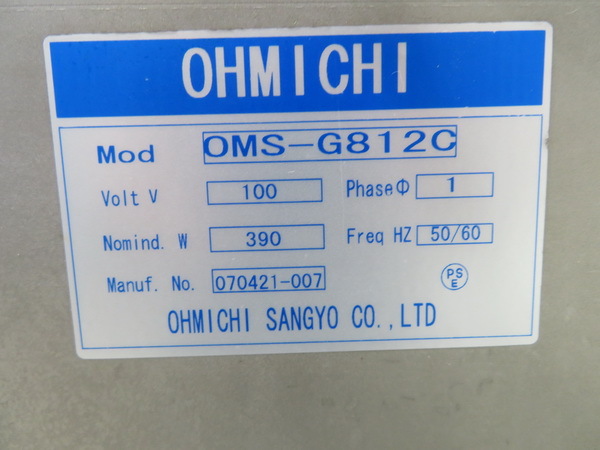 OHMICHI
Mod OMS-G812C
Volt V 100 PhaseΦ 1
Nomind. W 390 Freq HZ 50/60
Manuf. No. 070421-007 PS E
OHMICHI SANGYO CO.,LTD